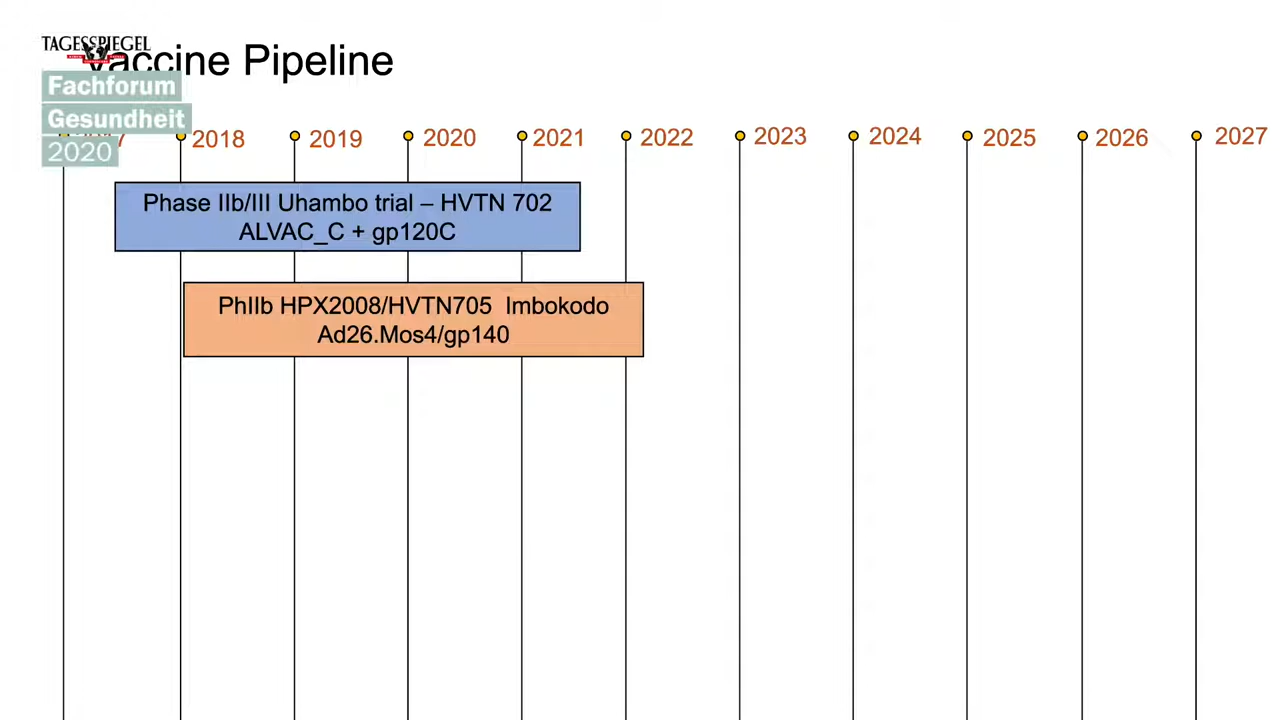 TAGESSPIEGEL
Vaccine Pipeline
Fachforum
Gesundheit
2020
2018
2019
2020
2021
2022
2023
2024
2025
2026
2027
Phase IIb/III Uhambo trial – HVTN 702
ALVAC_C + gp120C
PhIIb HPX2008/HVTN705 Imbokodo
Ad26.Mos4/gp140